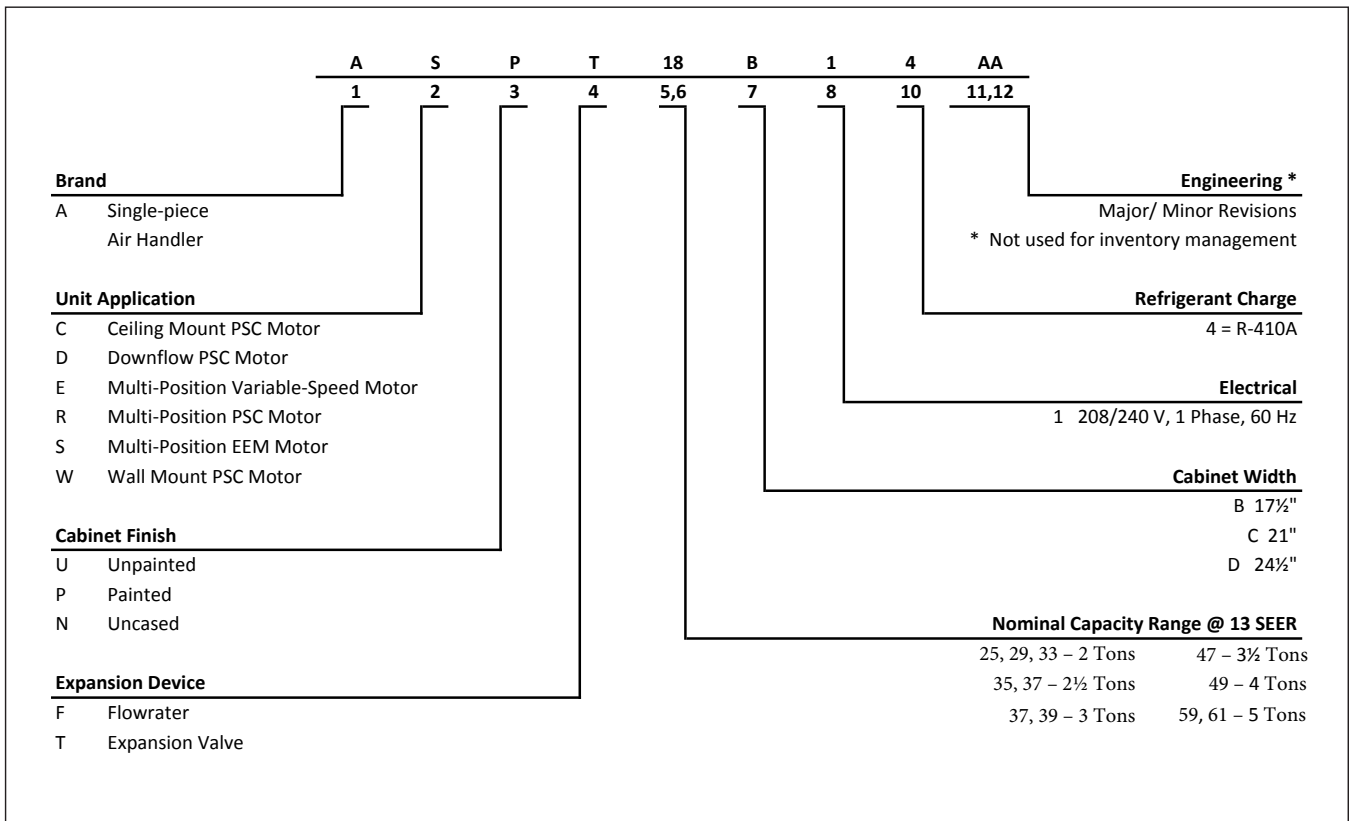 A S P T 18 B 1 4 AA
1 2 3 4 5,6 7 8 10 11,12
Brand
A Single-piece
Air Handler
Unit Application
C Ceiling Mount PSC Motor
D Downflow PSC Motor
E Multi-Position Variable-Speed Motor
R Multi-Position PSC Motor
S Multi-Position EEM Motor
W Wall Mount PSC Motor
Cabinet Finish
U Unpainted
P Painted
N Uncased
Expansion Device
F Flowrater
T Expansion Valve
Engineering *
Major/ Minor Revisions
* Not used for inventory management
Refrigerant Charge
4 = R-410A
Electrical
1 208/240 V, 1 Phase, 60 Hz
Cabinet Width
B 17½"
C 21"
D 24½"
Nominal Capacity Range @ 13 SEER
25, 29, 33 – 2 Tons 47 – 3½ Tons
35, 37 – 2½ Tons 49 – 4 Tons
37, 39 – 3 Tons 59, 61 – 5 Tons